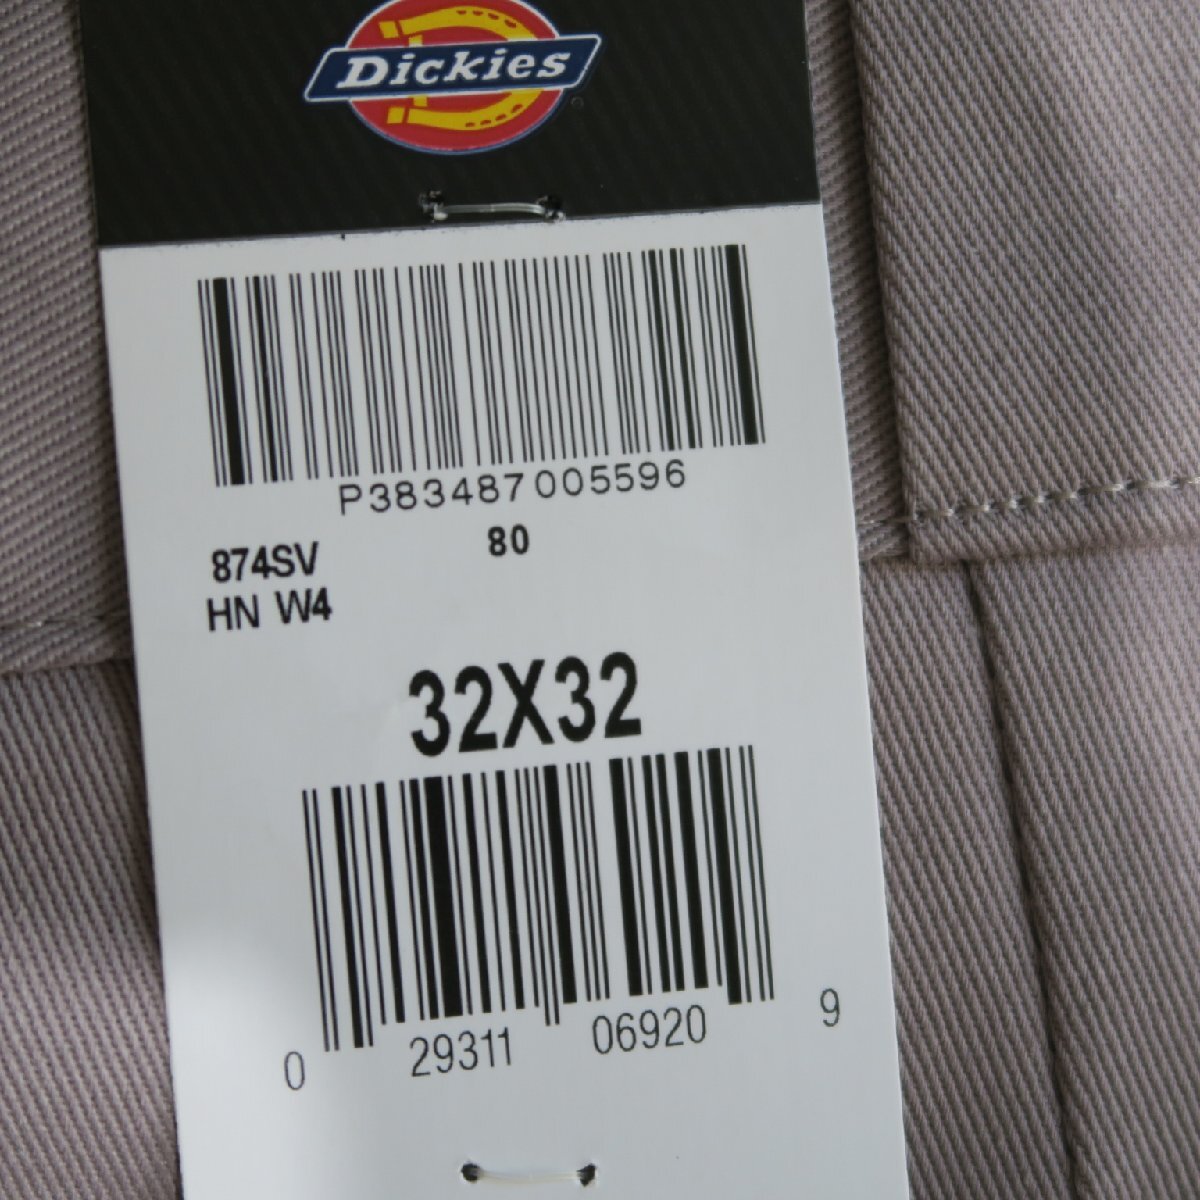 Dickies
P383487005596
80
874SV
HN W4
32X32
0 29311 06920 9